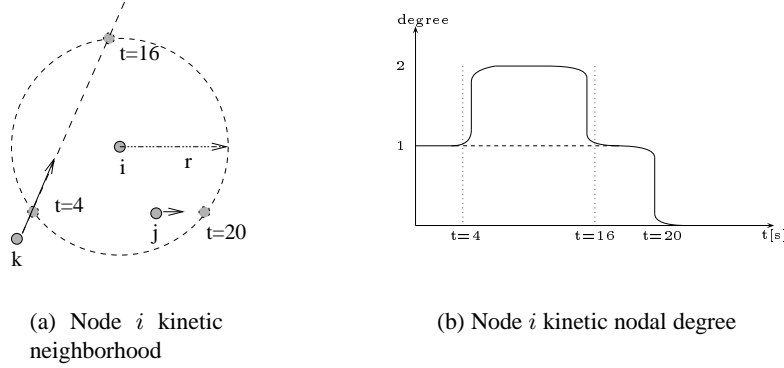 t=16
i
r
t=4
j
t=20
k
degree
2
1
t=4
t=16
t=20
t[s]
(a) Node i kinetic
neighborhood
(b) Node i kinetic nodal degree